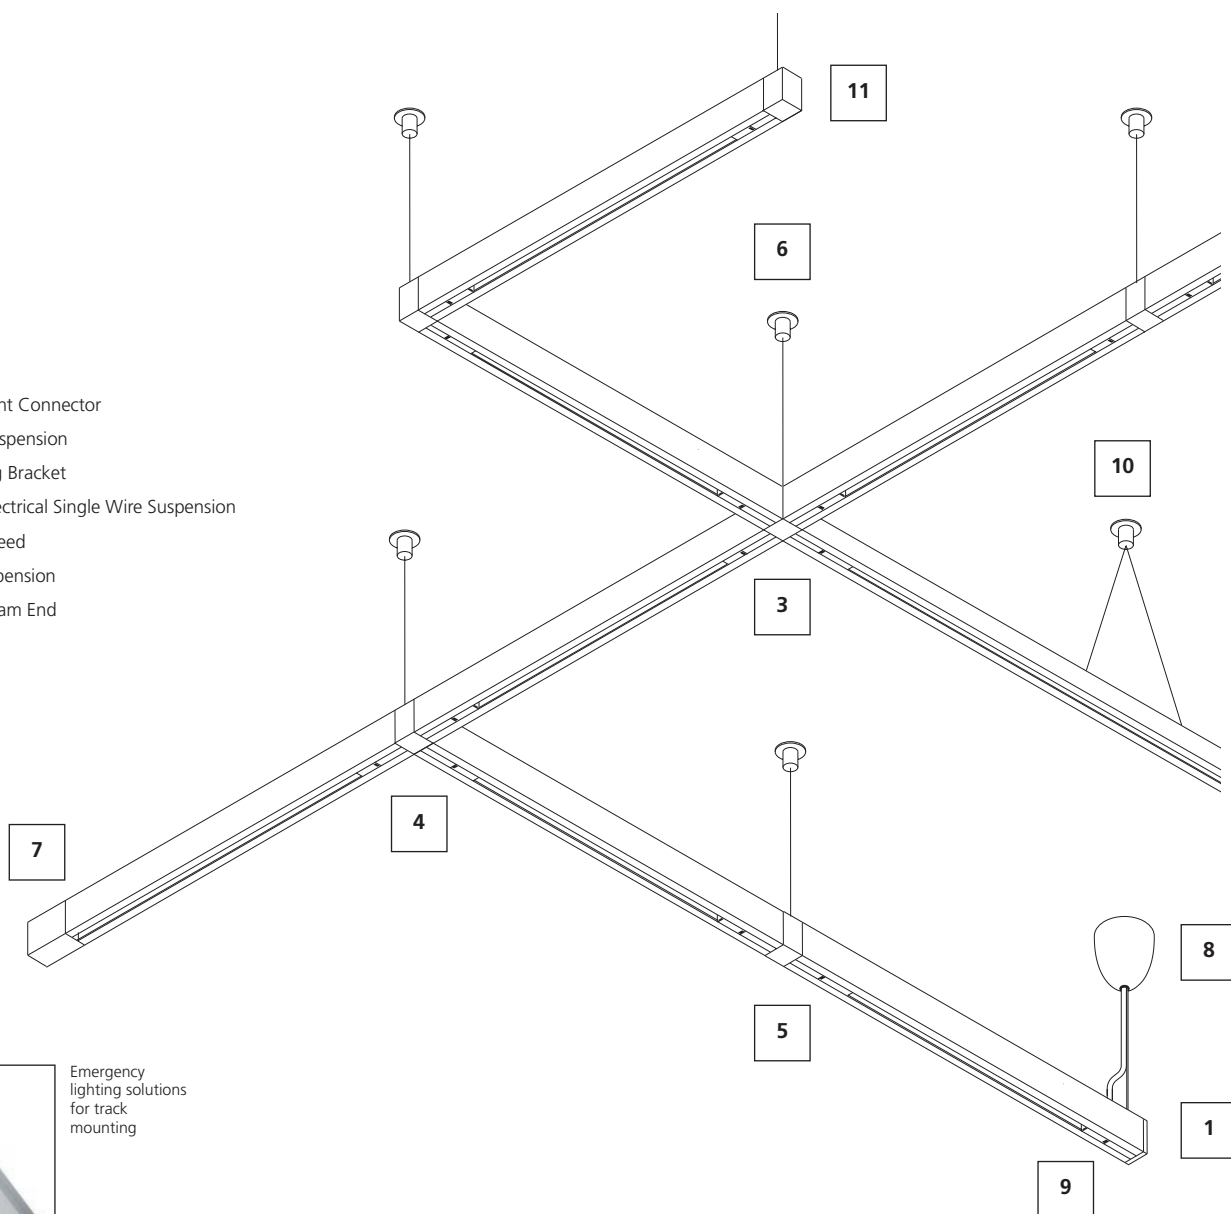 11
6
nt Connector
spension
g Bracket
ectrical Single Wire Suspension
eed
pension
am End
10
3
4
7
8
5
Emergency
lighting solutions
for track
mounting
1
9